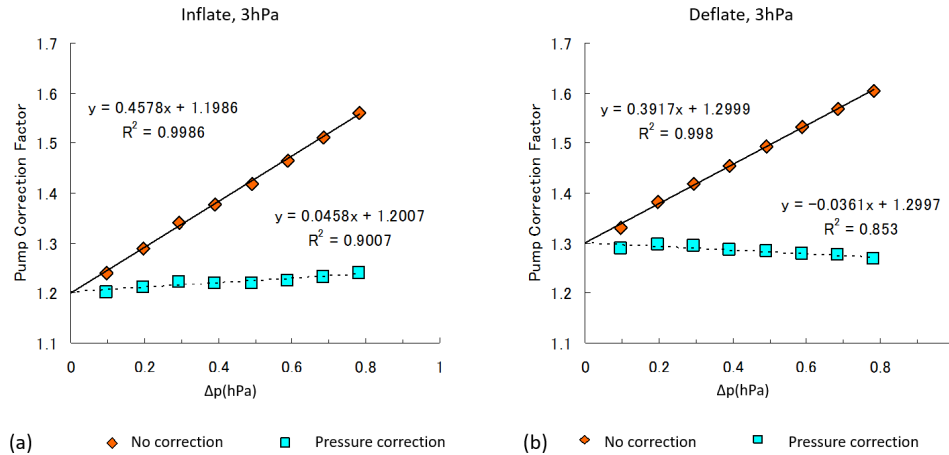 Inflate, 3hPa
1.7
1.6
1.5
1.4
1.3
1.2
1.1
Pump Correction Factor
y = 0.4578x + 1.1986
R² = 0.9986
y = 0.0458x + 1.2007
R² = 0.9007
0 0.2 0.4 0.6 0.8 1
Δp(hPa)
(a) No correction Pressure correction
Deflate, 3hPa
1.7
1.6
1.5
1.4
1.3
1.2
1.1
Pump Correction Factor
y = 0.3917x + 1.2999
R² = 0.998
y = −0.0361x + 1.2997
R² = 0.853
0 0.2 0.4 0.6 0.8
Δp(hPa)
(b) No correction Pressure correction